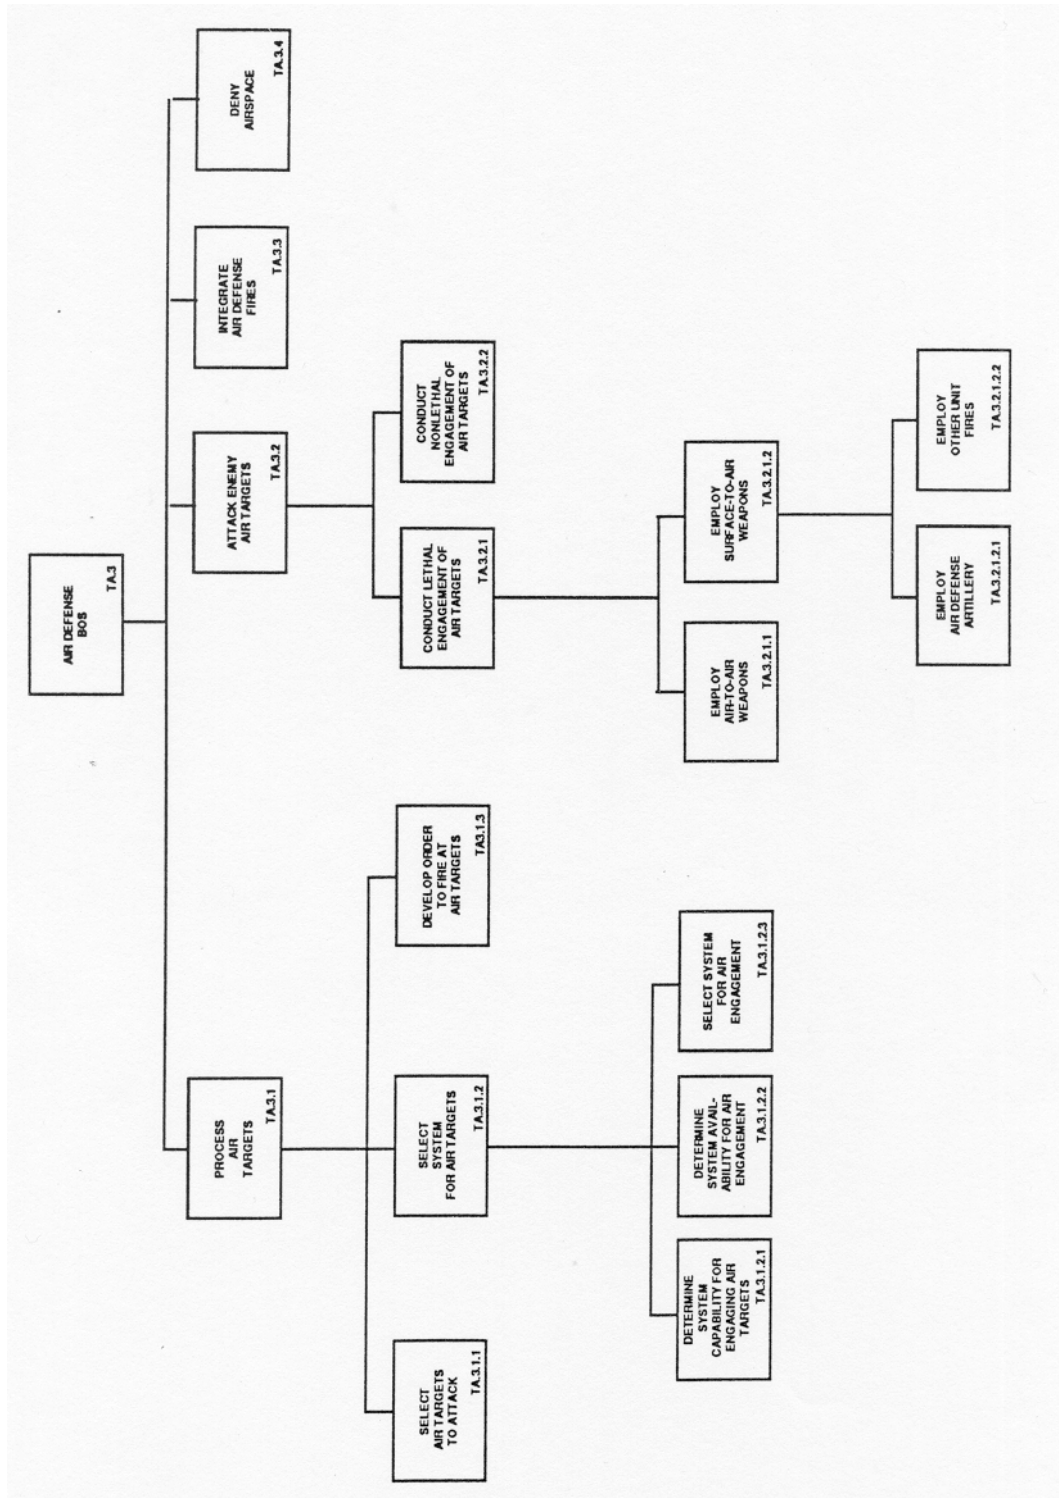 AIR DEFENSE
BOS
TA.3
PROCESS
AIR
TARGETS
TA.3.1
ATTACK ENEMY
AIR TARGETS
TA.3.2
INTEGRATE
AIR DEFENSE
FIRES
TA.3.3
DENY
AIRSPACE
TA.3.4
SELECT
AIR TARGETS
TO ATTACK
TA.3.1.1
SELECT
SYSTEM
FOR AIR TARGETS
TA.3.1.2
DEVELOP ORDER
TO FIRE AT
AIR TARGETS
TA3.1.3
CONDUCT LETHAL
ENGAGEMENT OF
AIR TARGETS
TA.3.2.1
CONDUCT
NONLETHAL
ENGAGEMENT OF
AIR TARGETS
TA.3.2.2
DETERMINE
SYSTEM
CAPABILITY FOR
ENGAGING AIR
TARGETS
TA.3.1.2.1
DETERMINE
SYSTEM AVAIL-
ABILITY FOR AIR
ENGAGEMENT
TA.3.1.2.2
SELECT SYSTEM
FOR AIR
ENGAGEMENT
TA.3.1.2.3
EMPLOY
AIR-TO-AIR
WEAPONS
TA.3.2.1.1
EMPLOY
SURFACE-TO-AIR
WEAPONS
TA.3.2.1.2
EMPLOY
AIR DEFENSE
ARTILLERY
TA.3.2.1.2.1
EMPLOY
OTHER UNIT
FIRES
TA.3.2.1.2.2